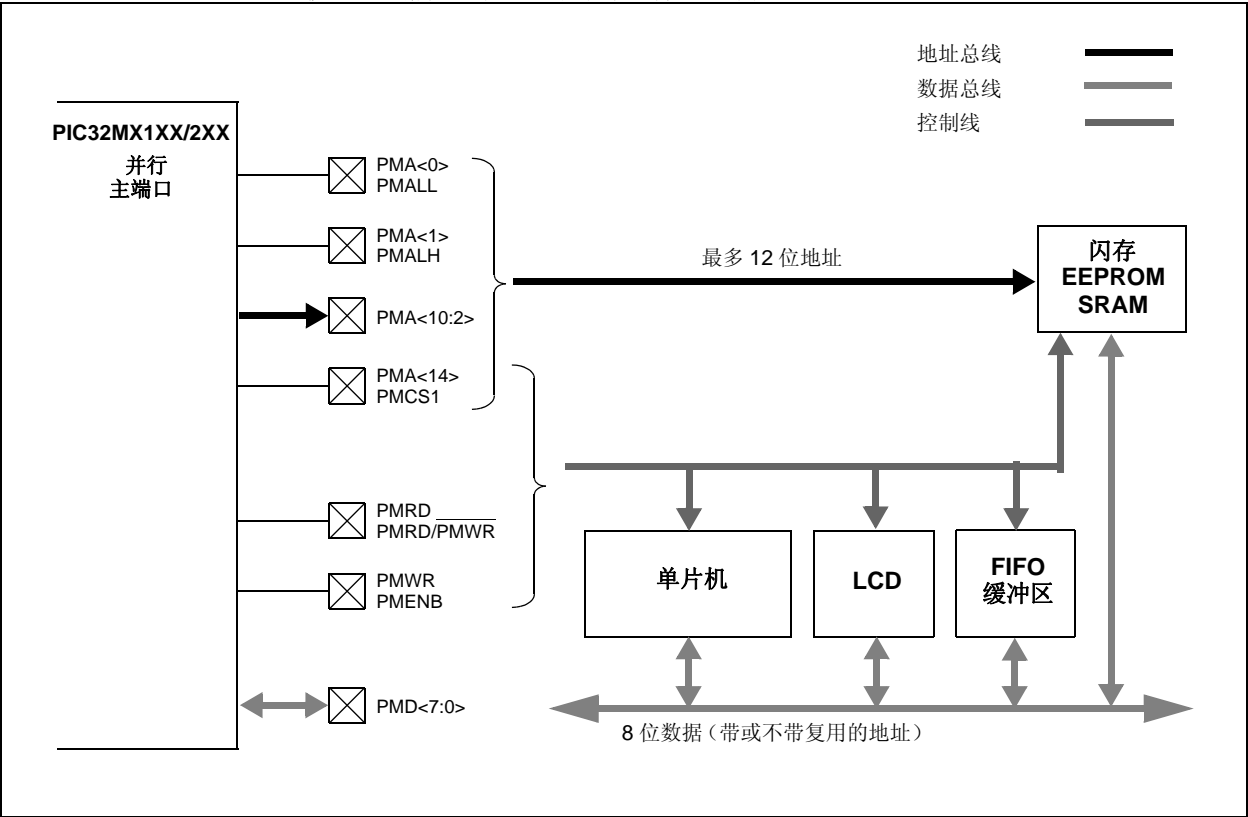 地址总线
数据总线
控制线
PIC32MX1XX/2XX
并行
主端口
PMA<0>
PMALL
PMA<1>
PMALH
PMA<10:2>
PMA<14>
PMCS1
PMRD
PMRD/PMWR
PMWR
PMENB
PMD<7:0>
最多 12 位地址
闪存
EEPROM
SRAM
单片机
LCD
FIFO
缓冲区
8 位数据（带或不带复用的地址）